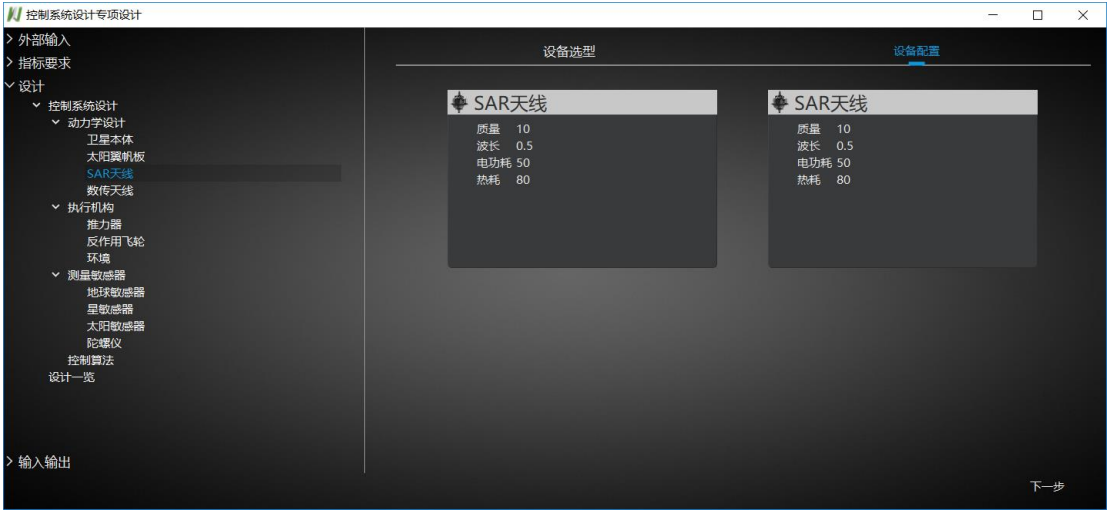 控制系统设计专项设计
外部输入
指标要求
设计
控制系统设计
动力学设计
卫星本体
太阳翼帆板
SAR天线
数传天线
执行机构
推力器
反作用飞轮
环境
测量敏感器
地球敏感器
星敏感器
太阳敏感器
陀螺仪
控制算法
设计一览
输入输出
设备选型
设备配置
SAR天线
质量 10
波长 0.5
电功耗 50
热耗 80
SAR天线
质量 10
波长 0.5
电功耗 50
热耗 80
下一步